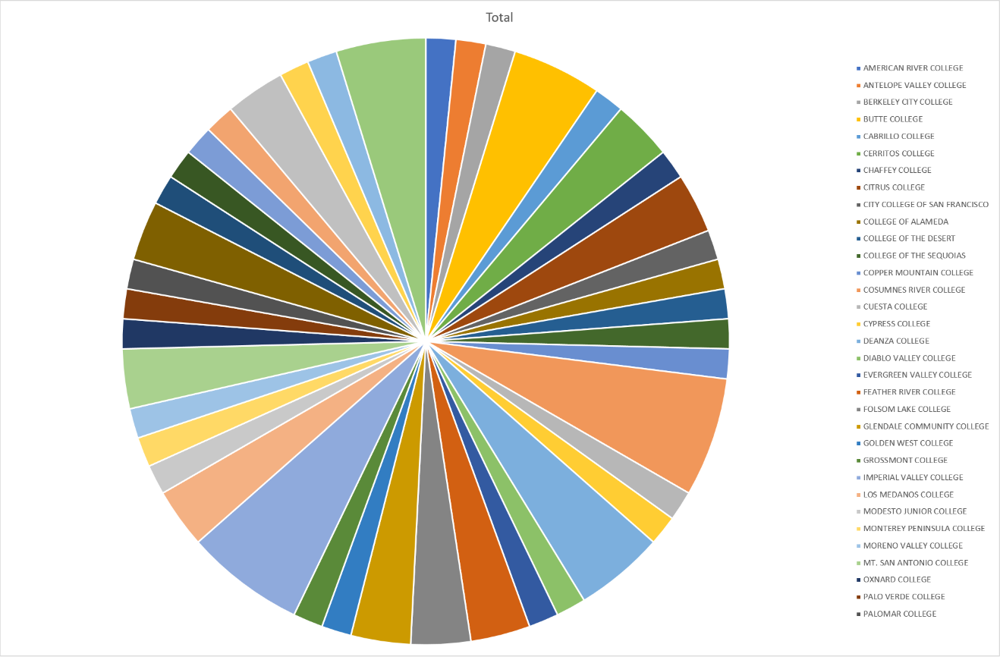 Total
AMERICAN RIVER COLLEGE
ANTELOPE VALLEY COLLEGE
BERKELEY CITY COLLEGE
BUTTE COLLEGE
CABRILLO COLLEGE
CERRITOS COLLEGE
CHAFFEY COLLEGE
CITRUS COLLEGE
CITY COLLEGE OF SAN FRANCISCO
COLLEGE OF ALAMEDA
COLLEGE OF THE DESERT
COLLEGE OF THE SEQUOIAS
COPPER MOUNTAIN COLLEGE
COSUMNES RIVER COLLEGE
CUESTA COLLEGE
CYPRESS COLLEGE
DEANZA COLLEGE
DIABLO VALLEY COLLEGE
EVERGREEN VALLEY COLLEGE
FEATHER RIVER COLLEGE
FOLSOM LAKE COLLEGE
GLENDALE COMMUNITY COLLEGE
GOLDEN WEST COLLEGE
GROSSMONT COLLEGE
IMPERIAL VALLEY COLLEGE
LOS MEDANOS COLLEGE
MODESTO JUNIOR COLLEGE
MONTEREY PENINSULA COLLEGE
MORENO VALLEY COLLEGE
MT. SAN ANTONIO COLLEGE
OXNARD COLLEGE
PALO VERDE COLLEGE
PALOMAR COLLEGE